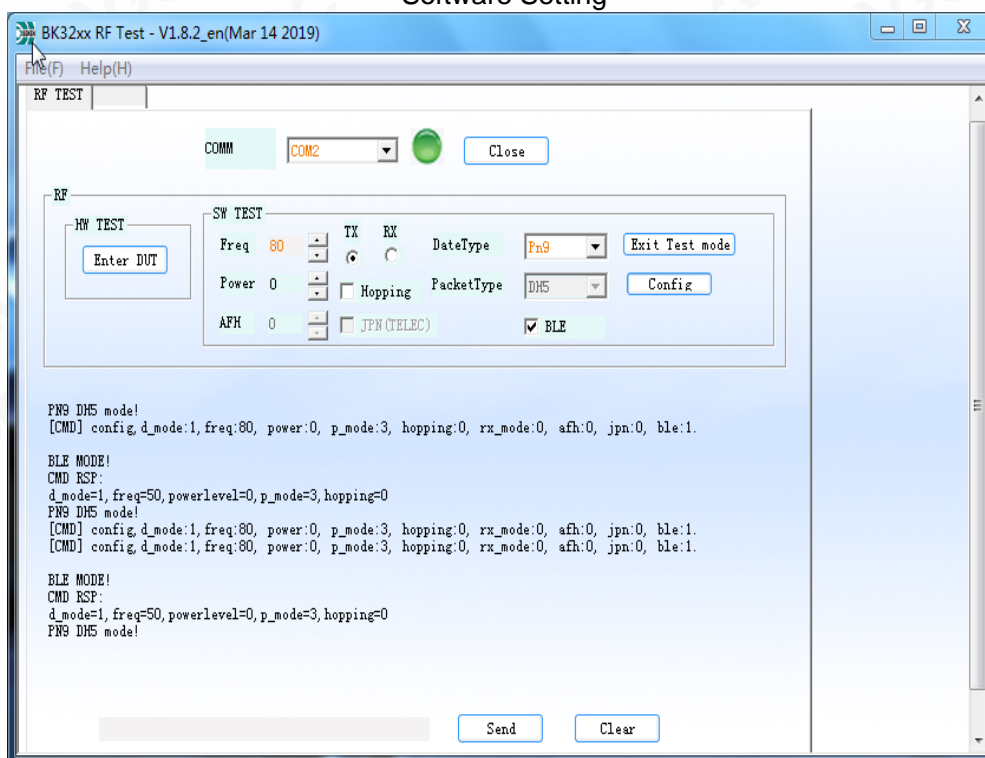 Software Setting
BK32xx RF Test - V1.8.2_en(Mar 14 2019)
File(F) Help(H)
RF TEST
COMM COM2 Close
RF
HW TEST SW TEST
Freq 80 TX RX DateType Pn9 Exit Test mode
Enter DUT
Power 0 Hopping PacketType DH5 Config
AFH 0 JPN(TELEC) BLE
PN9 DH5 mode!
[CMD] config,d_mode:1,freq:80, power:0, p_mode:3, hopping:0, rx_mode:0, afh:0, jpn:0, ble:1.
BLE MODE!
CMD RSP:
d_mode=1, freq=50, powerlevel=0, p_mode=3, hopping=0
PN9 DH5 mode!
[CMD] config,d_mode:1,freq:80, power:0, p_mode:3, hopping:0, rx_mode:0, afh:0, jpn:0, ble:1.
[CMD] config,d_mode:1,freq:80, power:0, p_mode:3, hopping:0, rx_mode:0, afh:0, jpn:0, ble:1.
BLE MODE!
CMD RSP:
d_mode=1, freq=50, powerlevel=0, p_mode=3, hopping=0
PN9 DH5 mode!
Send Clear